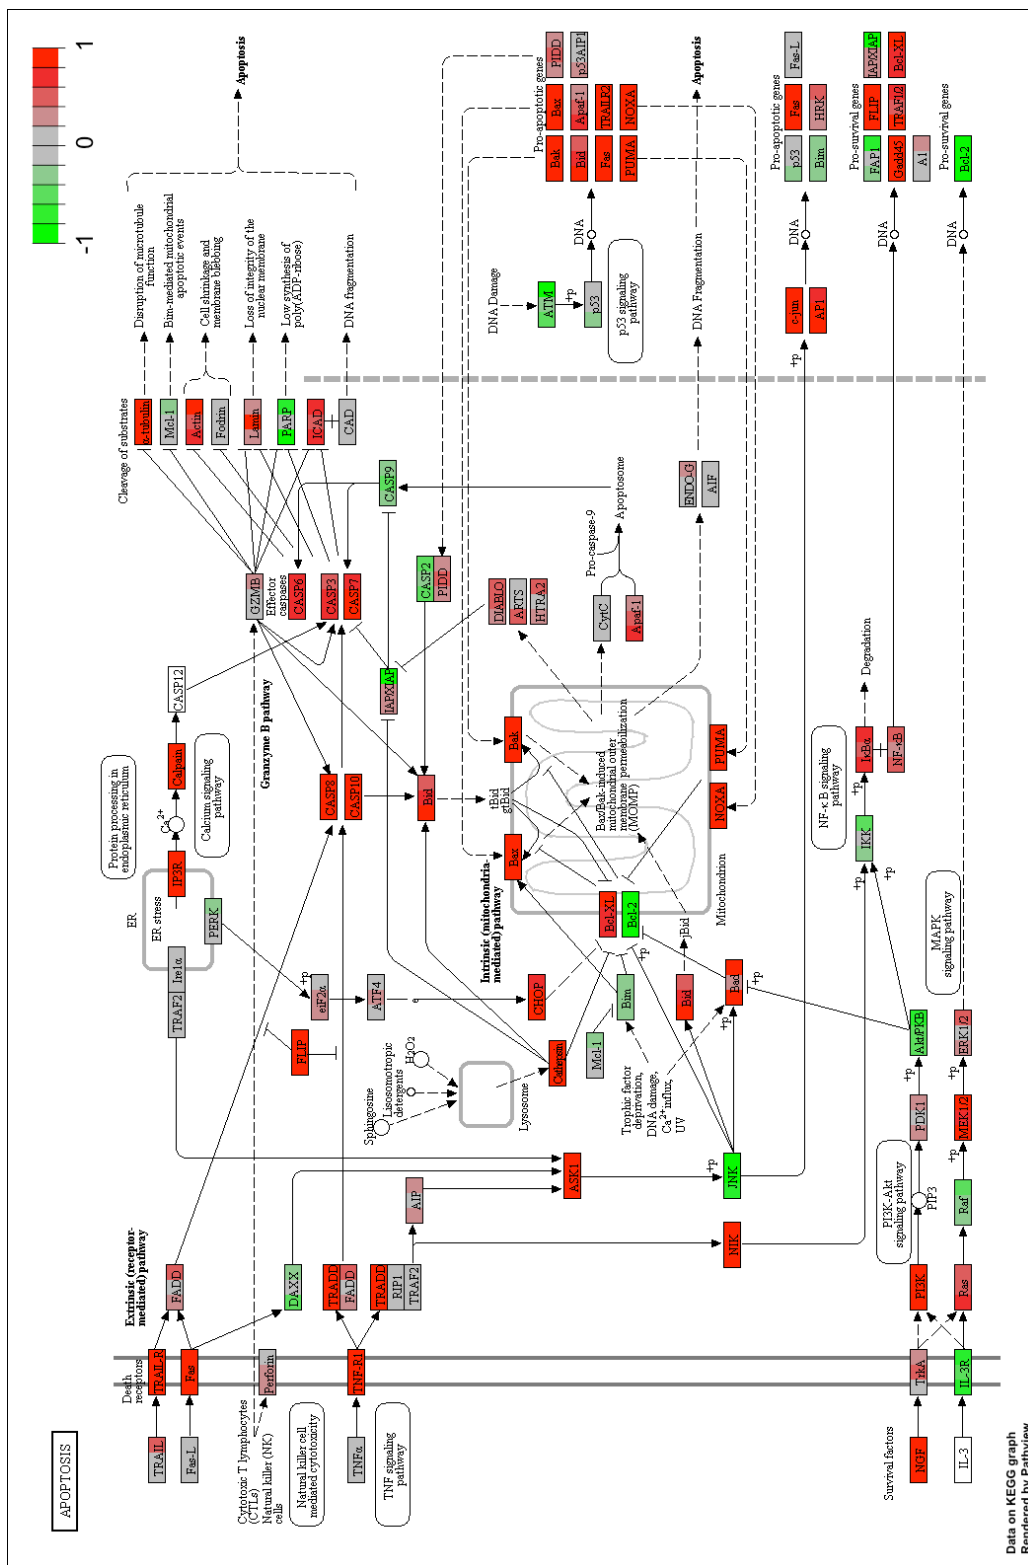 APOPTOSIS
-1
0
1
Death
receptors
Extrinsic (receptor-
mediated) pathway
TRAIL
TRAIL-R
FADD
Fas-L
Fas
DAXX
Cytotoxic T lymphocytes
(CTLs)
Natural killer (NK)
cells
Perforin
Natural killer cell
mediated cytotoxicity
TNFα
TNF-R1
TRADD
FADD
TRADD
RIP1
TRAF2
TNF signaling
pathway
AIP
NIK
ASK1
JNK
+p
Survival factors
NGF
TrkA
IL-3
IL-3R
PI3K
Ras
PI3K-Akt
signaling pathway
PIP3
PDK1
+p
Akt/PKB
Raf
+p
MEK1/2
+p
ERK1/2
MAPK
signaling pathway
ER
ER stress
TRAF2
Ire1α
PERK
IP3R
Ca2+
Calpain
CASP12
Protein processing in
endoplasmic reticulum
Calcium signaling
pathway
+p
eiF2α
ATF4
CHOP
FLIP
Sphingosine
Lisosomotropic
detergents
H2O2
Lysosome
Cathepsin
Trophic factor
deprivation,
DNA damage,
Ca2+influx,
UV
Mcl-1
Bim
Bid
jBid
Bad
+p
+p
+p
Bcl-XL
Bcl-2
Intrinsic (mitochondria-
mediated) pathway
Bax
Bak
tBid
gtBid
Bax/Bak-induced
mitochondrial outer
membrane permeabilization
(MOMP)
Mitochondrion
NOXA
PUMA
Granzyme B pathway
GZMB
CASP8
CASP10
Bid
Effector
caspases
CASP6
CASP3
CASP7
IAP/XIAP
CASP9
CASP2
PIDD
DIABLO
ARTS
HTRA2
CytC
Apaf-1
Pro-caspase-9
Apoptosome
ENDO-G
AIF
NF-κ B signaling
pathway
+p
+p
IKK
+p
IκBα
NF-κB
Degradation
Cleavage of substrates
α-tubulin
Mcl-1
Actin
Fodrin
Lamin
PARP
ICAD
CAD
Disruption of microtubule
function
Bim-mediated mitochondrial
apoptotic events
Cell shrinkage and
membrane blebbing
Loss of integrity of the
nuclear membrane
Low synthesis of
poly(ADP-ribose)
DNA fragmentation
Apoptosis
DNA Damage
ATM
+p
p53
p53 signaling
pathway
DNA
Pro-apoptotic genes
Bak
Bax
PIDD
Bid
Apaf-1
p53AIP1
Fas
TRAILR2
PUMA
NOXA
DNA Fragmentation
Apoptosis
+p
c-jun
AP1
DNA
Pro-apoptotic genes
p53
Fas
Fas-L
Bim
HRK
DNA
Pro-survival genes
FAP1
FLIP
IAP/XIAP
Gadd45
TRAF1/2
Bcl-XL
A1
DNA
Pro-survival genes
Bcl-2
Data on KEGG graph
Rendered by Pathview